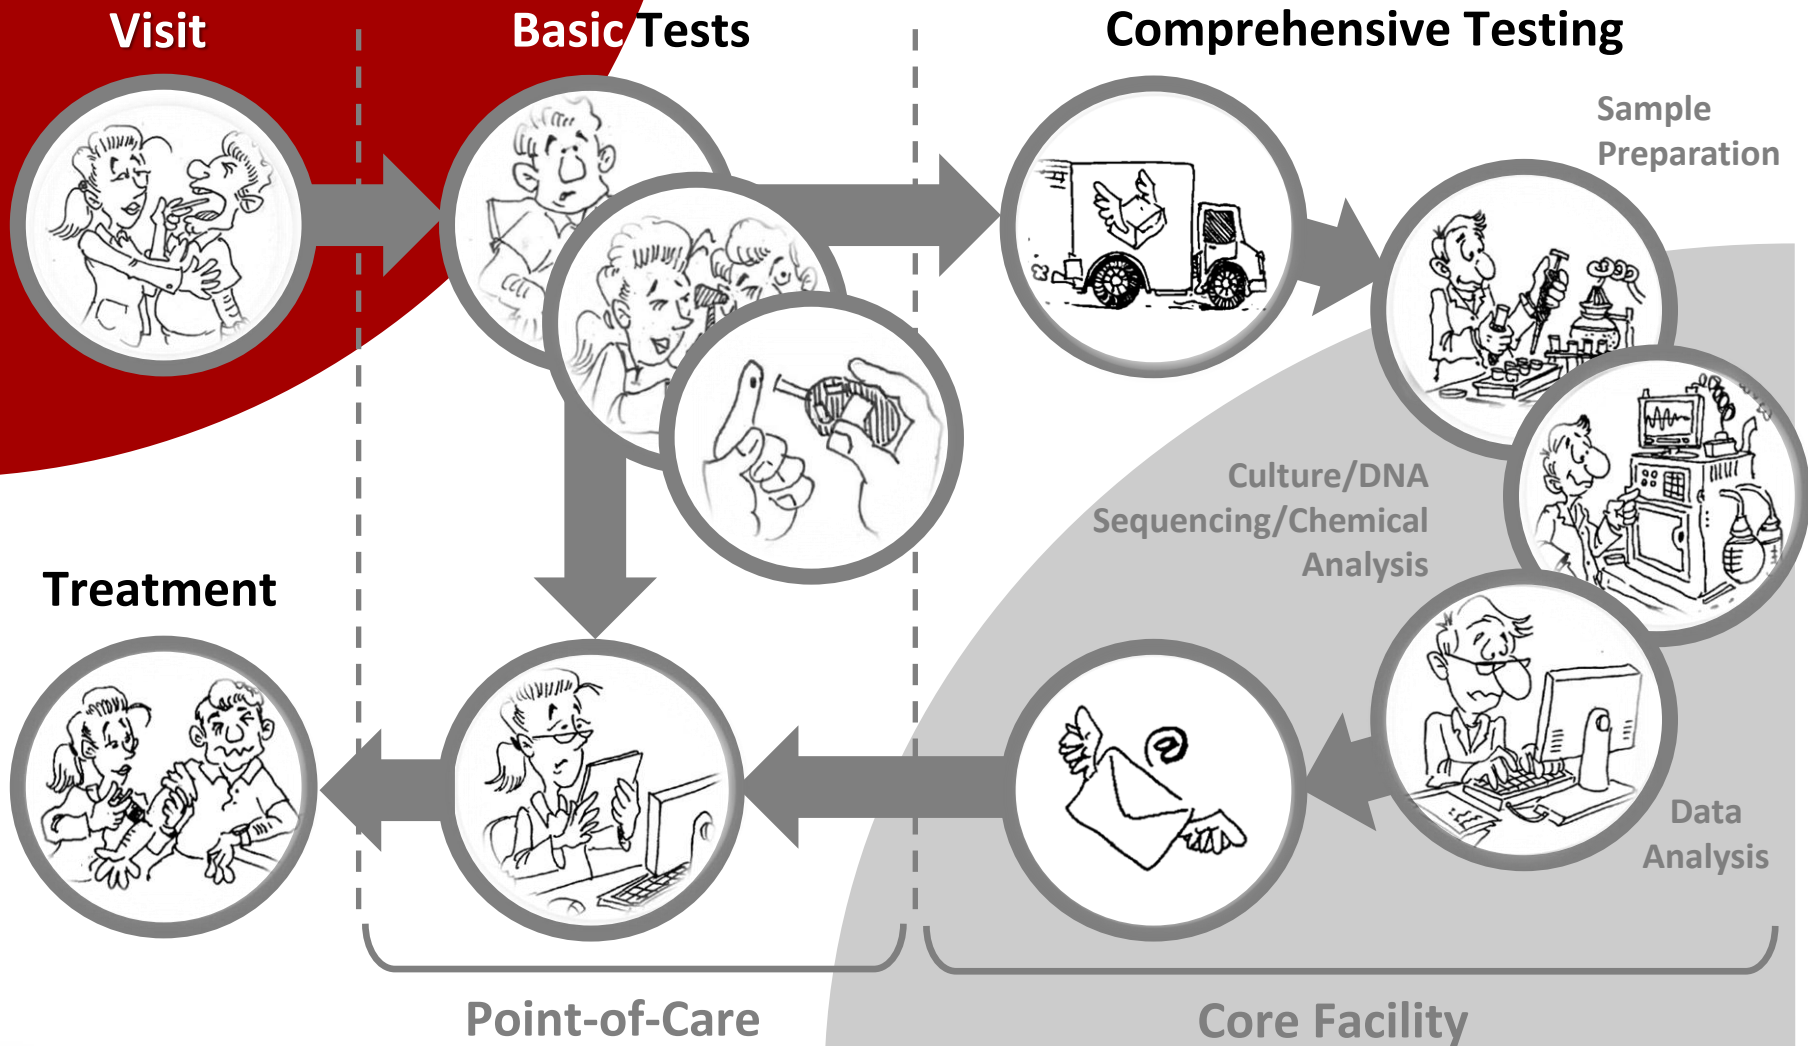 Visit
Basic Tests
Comprehensive Testing
Sample
Preparation
Culture/DNA
Sequencing/Chemical
Analysis
Treatment
@
Data
Analysis
Point-of-Care
Core Facility